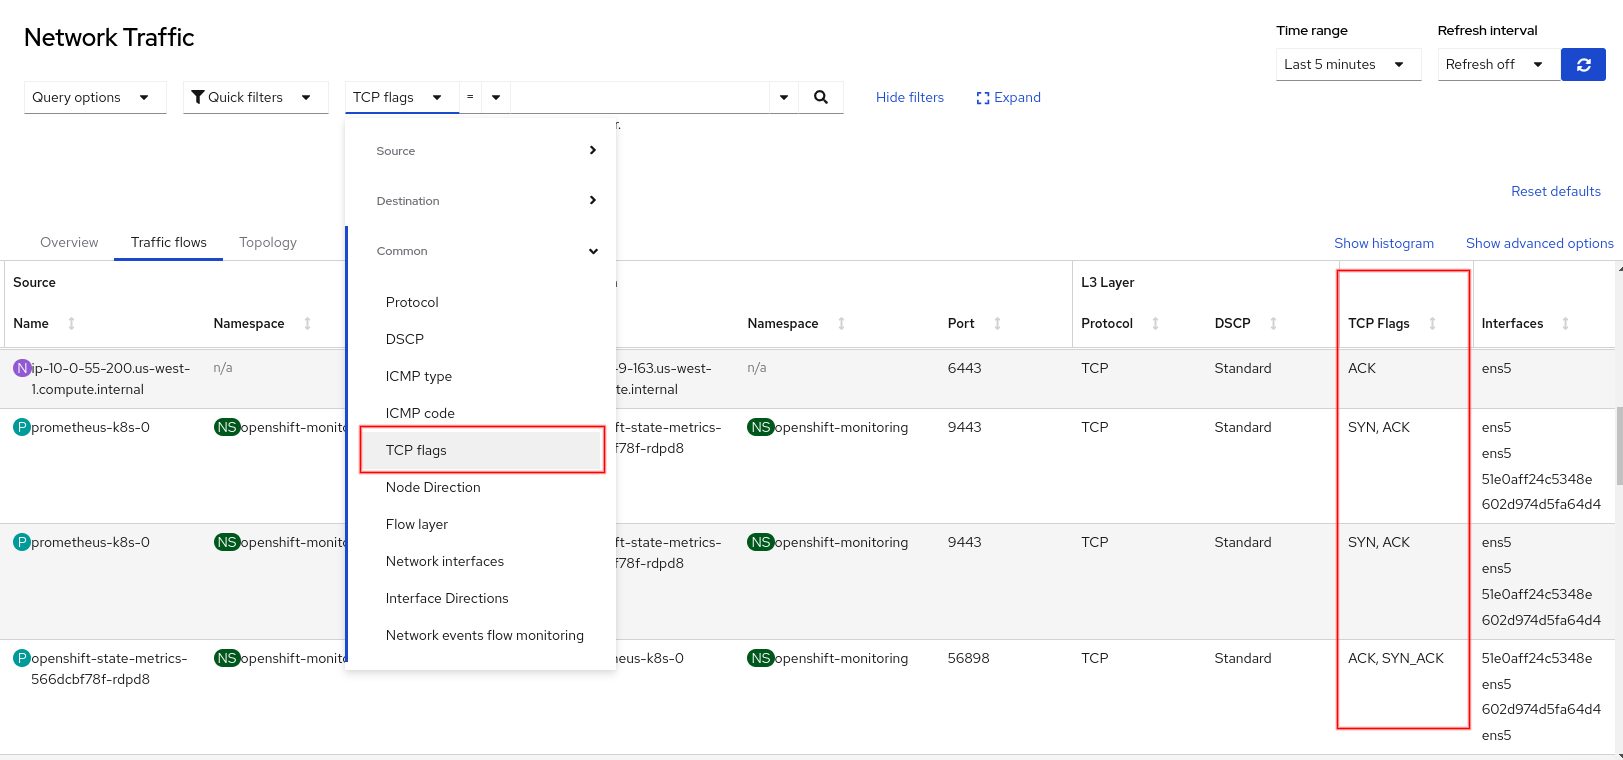 Network Traffic
Time range
Refresh interval
Last 5 minutes
Refresh off
Query options
Quick filters
TCP flags
=
Hide filters
Expand
r.
Source
Destination
Common
Protocol
DSCP
ICMP type
ICMP code
TCP flags
Node Direction
Flow layer
Network interfaces
Interface Directions
Network events flow monitoring
Reset defaults
Overview Traffic flows Topology
Show histogram Show advanced options
Source L3 Layer
Name Namespace Namespace Port Protocol DSCP TCP Flags Interfaces
N ip-10-0-55-200.us-west- n/a -9-163.us-west- n/a 6443 TCP Standard ACK ens5
1.compute.internal te.internal
P prometheus-k8s-0 NS openshift-monito ft-state-metrics- NS openshift-monitoring 9443 TCP Standard SYN, ACK ens5
f78f-rdpd8 ens5
51e0aff24c5348e
602d974d5fa64d4
P prometheus-k8s-0 NS openshift-monito ft-state-metrics- NS openshift-monitoring 9443 TCP Standard SYN, ACK ens5
f78f-rdpd8 ens5
51e0aff24c5348e
602d974d5fa64d4
P openshift-state-metrics- NS openshift-monito eus-k8s-0 NS openshift-monitoring 56898 TCP Standard ACK, SYN_ACK 51e0aff24c5348e
566dcbf78f-rdpd8 ens5
602d974d5fa64d4
ens5